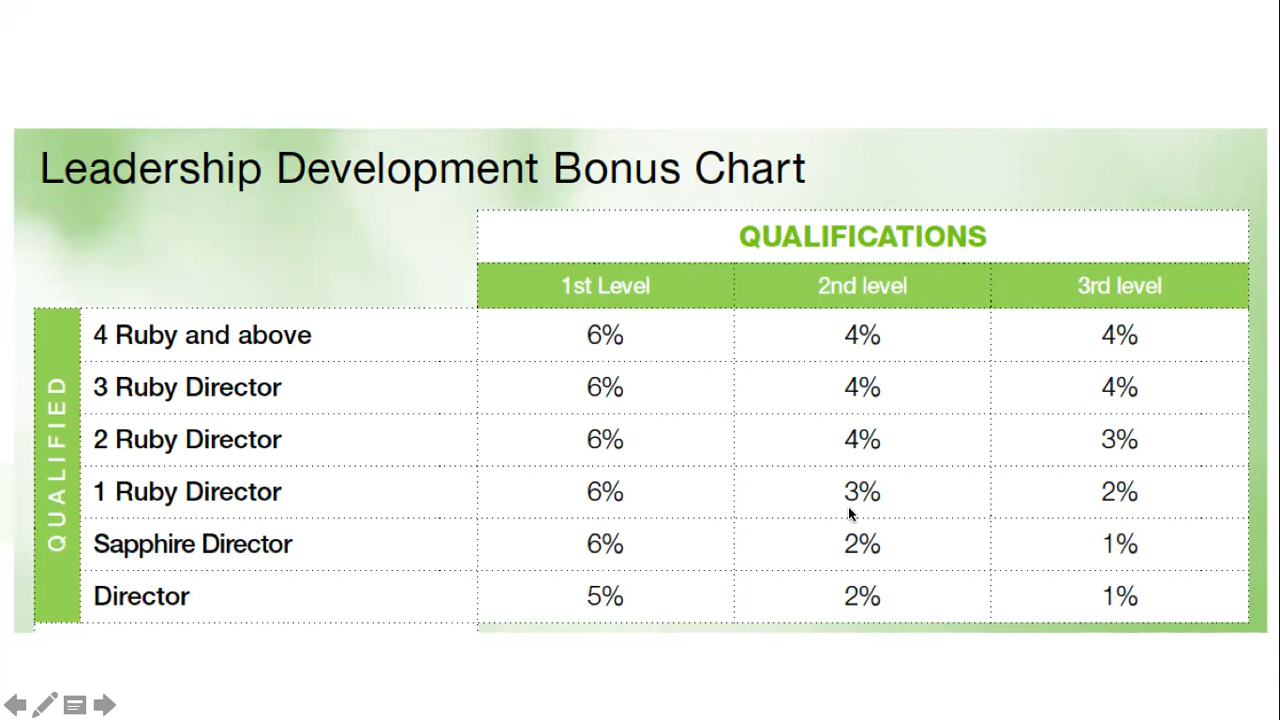 Leadership Development Bonus Chart
QUALIFICATIONS
1st Level 2nd level 3rd level
QUALIFIED
4 Ruby and above 6% 4% 4%
3 Ruby Director 6% 4% 4%
2 Ruby Director 6% 4% 3%
1 Ruby Director 6% 3% 2%
Sapphire Director 6% 2% 1%
Director 5% 2% 1%